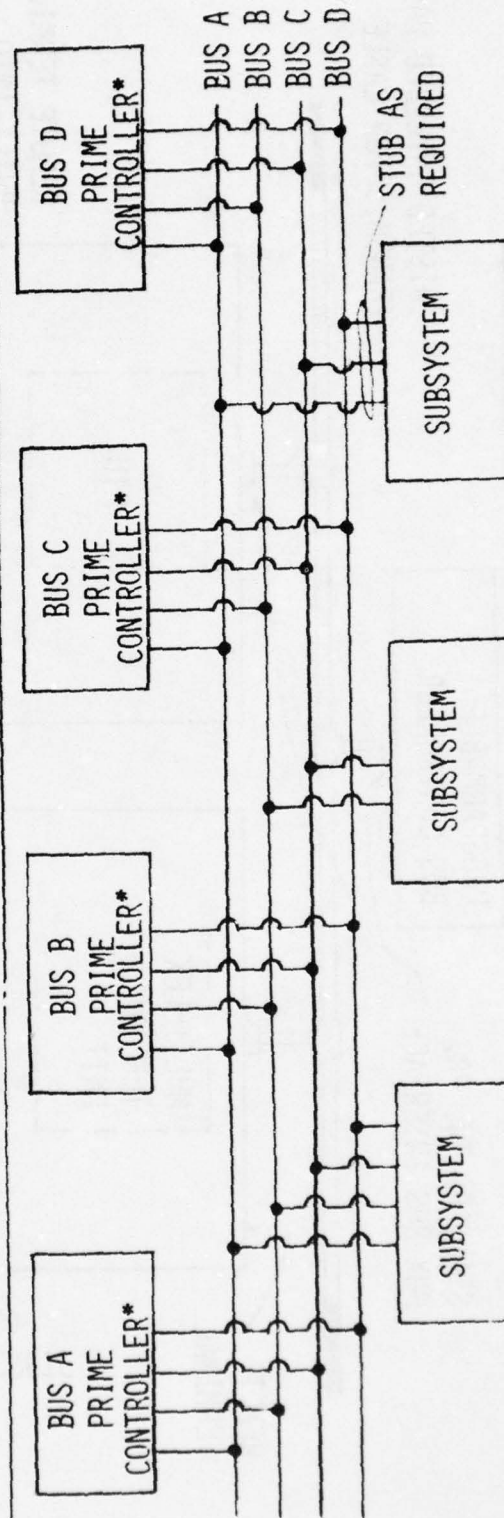 BUS A
PRIME
CONTROLLER*
BUS B
PRIME
CONTROLLER*
BUS C
PRIME
CONTROLLER*
BUS D
PRIME
CONTROLLER*
BUS A
BUS B
BUS C
BUS D
STUB AS
REQUIRED
SUBSYSTEM
SUBSYSTEM
SUBSYSTEM